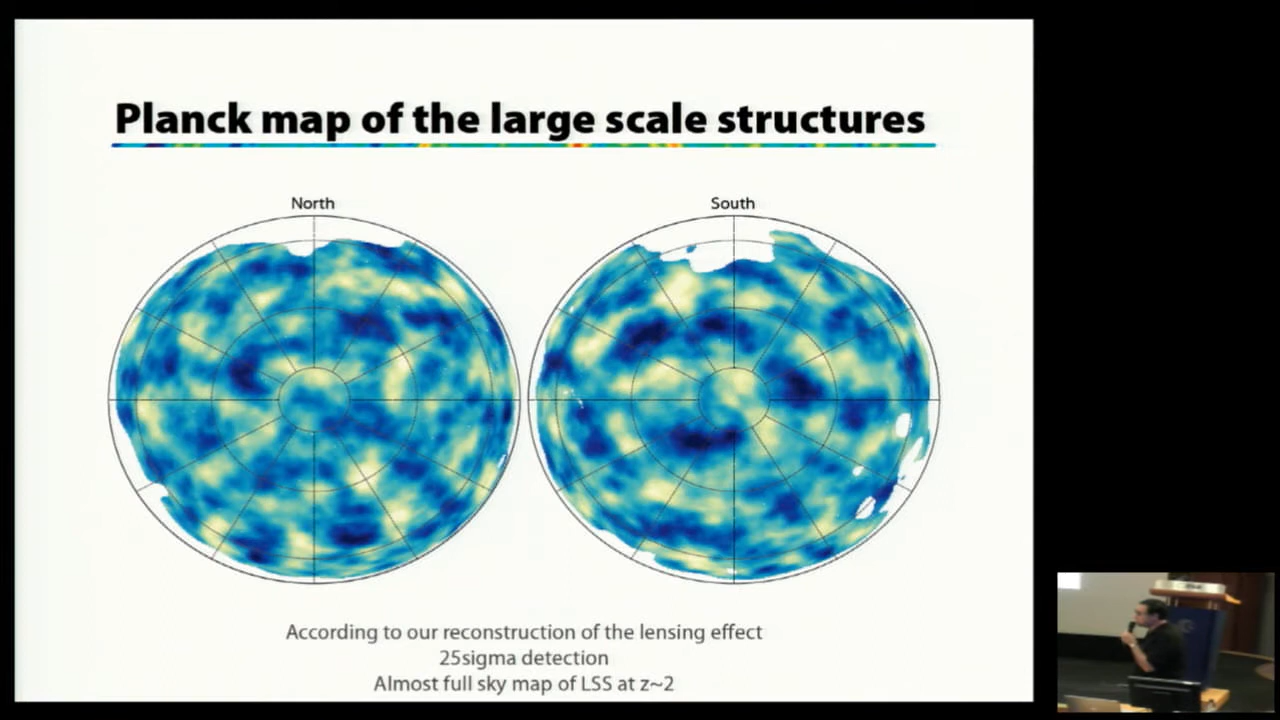 Planck map of the large scale structures
North
South
According to our reconstruction of the lensing effect
25sigma detection
Almost full sky map of LSS at z~2